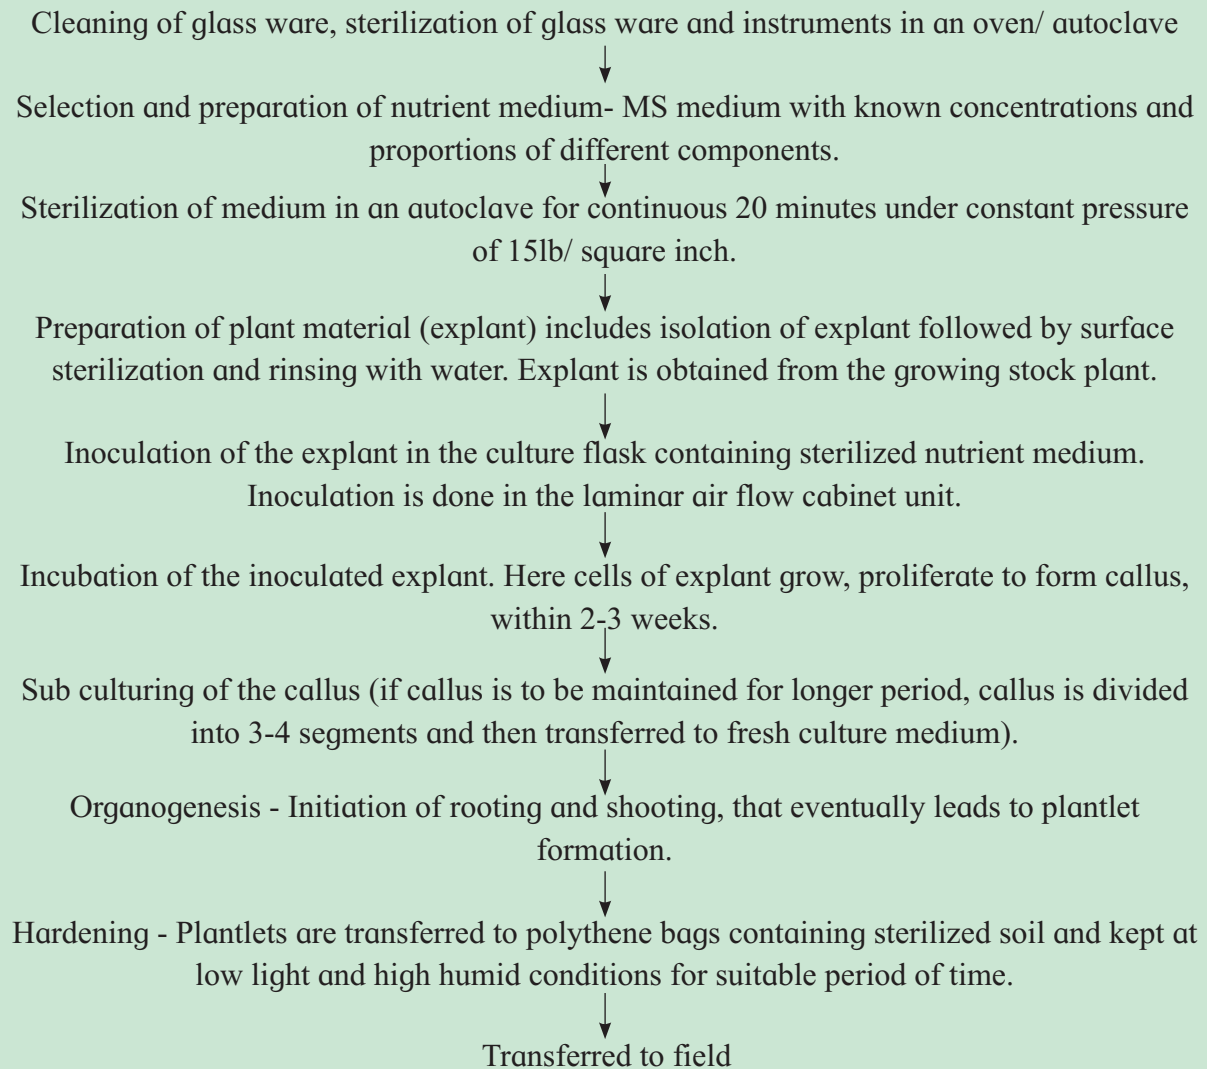 Cleaning of glass ware, sterilization of glass ware and instruments in an oven/ autoclave
Selection and preparation of nutrient medium- MS medium with known concentrations and
proportions of different components.
Sterilization of medium in an autoclave for continuous 20 minutes under constant pressure
of 15lb/ square inch.
Preparation of plant material (explant) includes isolation of explant followed by surface
sterilization and rinsing with water. Explant is obtained from the growing stock plant.
Inoculation of the explant in the culture flask containing sterilized nutrient medium.
Inoculation is done in the laminar air flow cabinet unit.
Incubation of the inoculated explant. Here cells of explant grow, proliferate to form callus,
within 2-3 weeks.
Sub culturing of the callus (if callus is to be maintained for longer period, callus is divided
into 3-4 segments and then transferred to fresh culture medium).
Organogenesis - Initiation of rooting and shooting, that eventually leads to plantlet
formation.
Hardening - Plantlets are transferred to polythene bags containing sterilized soil and kept at
low light and high humid conditions for suitable period of time.
Transferred to field